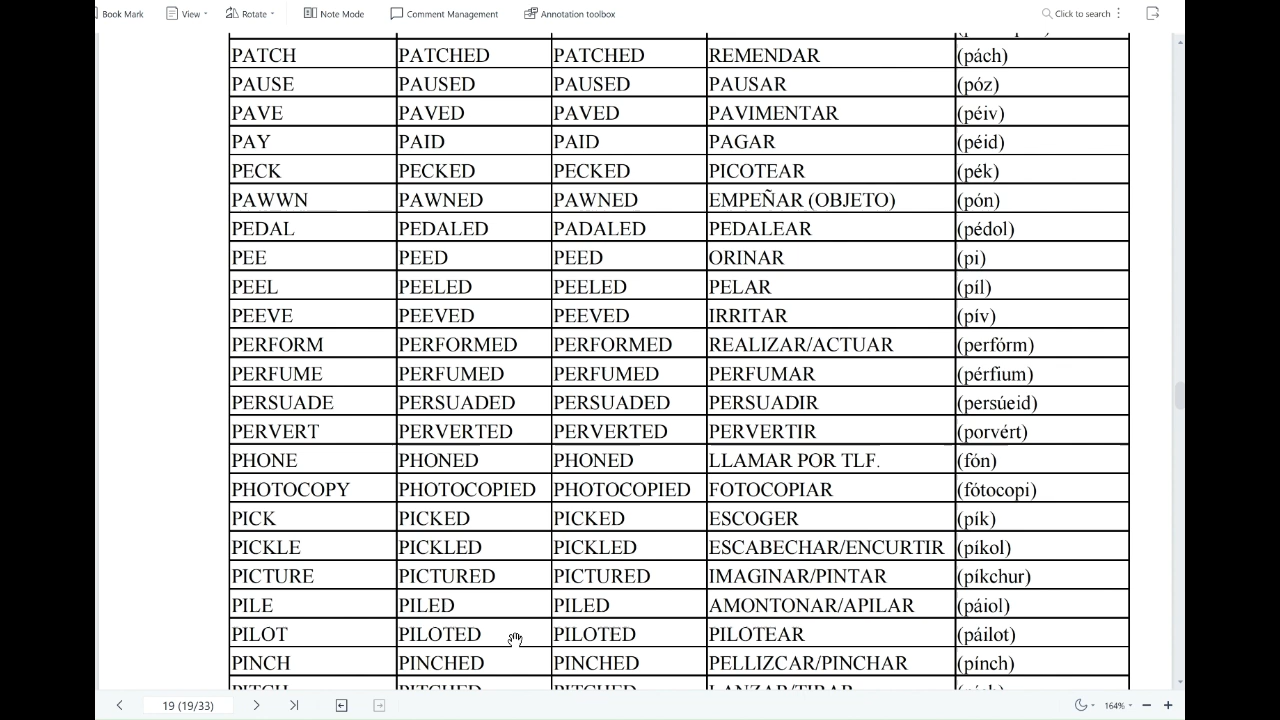 Book Mark View Rotate Note Mode Comment Management Annotation toolbox Click to search
PATCH PATCHED PATCHED REMENDAR (pách)
PAUSE PAUSED PAUSED PAUSAR (póz)
PAVE PAVED PAVED PAVIMENTAR (péiv)
PAY PAID PAID PAGAR (péid)
PECK PECKED PECKED PICOTEAR (pék)
PAWWN PAWNED PAWNED EMPEÑAR (OBJETO) (pón)
PEDAL PEDALED PADALED PEDALEAR (pédol)
PEE PEED PEED ORINAR (pi)
PEEL PEELED PEELED PELAR (píl)
PEEVE PEEVED PEEVED IRRITAR (pív)
PERFORM PERFORMED PERFORMED REALIZAR/ACTUAR (perfórm)
PERFUME PERFUMED PERFUMED PERFUMAR (pérfium)
PERSUADE PERSUADED PERSUADED PERSUADIR (persúeid)
PERVERT PERVERTED PERVERTED PERVERTIR (porvért)
PHONE PHONED PHONED LLAMAR POR TLF. (fón)
PHOTOCOPY PHOTOCOPIED PHOTOCOPIED FOTOCOPIAR (fótocopi)
PICK PICKED PICKED ESCOGER (pík)
PICKLE PICKLED PICKLED ESCABECHAR/ENCURTIR (píkol)
PICTURE PICTURED PICTURED IMAGINAR/PINTAR (píkchur)
PILE PILED PILED AMONTONAR/APILAR (páiol)
PILOT PILOTED PILOTED PILOTEAR (páilot)
PINCH PINCHED PINCHED PELLIZCAR/PINCHAR (pínch)
PITCH PITCHED PITCHED LANZAR/TIRAR
19 (19/33) 164%